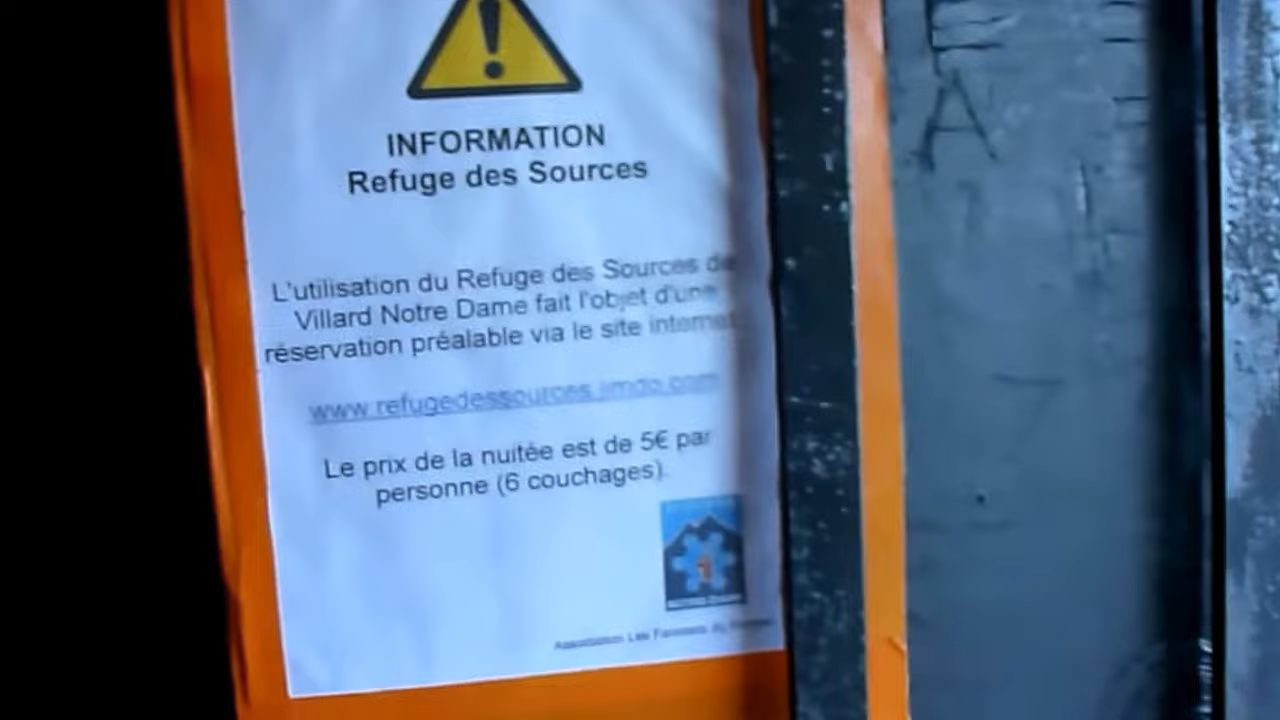 INFORMATION
Refuge des Sources
L'utilisation du Refuge des Sources de
Villard Notre Dame fait l'objet d'une
réservation préalable via le site internet
www.refugedessources.jimdo.com
Le prix de la nuitée est de 5€ par
personne (6 couchages).
Association Les